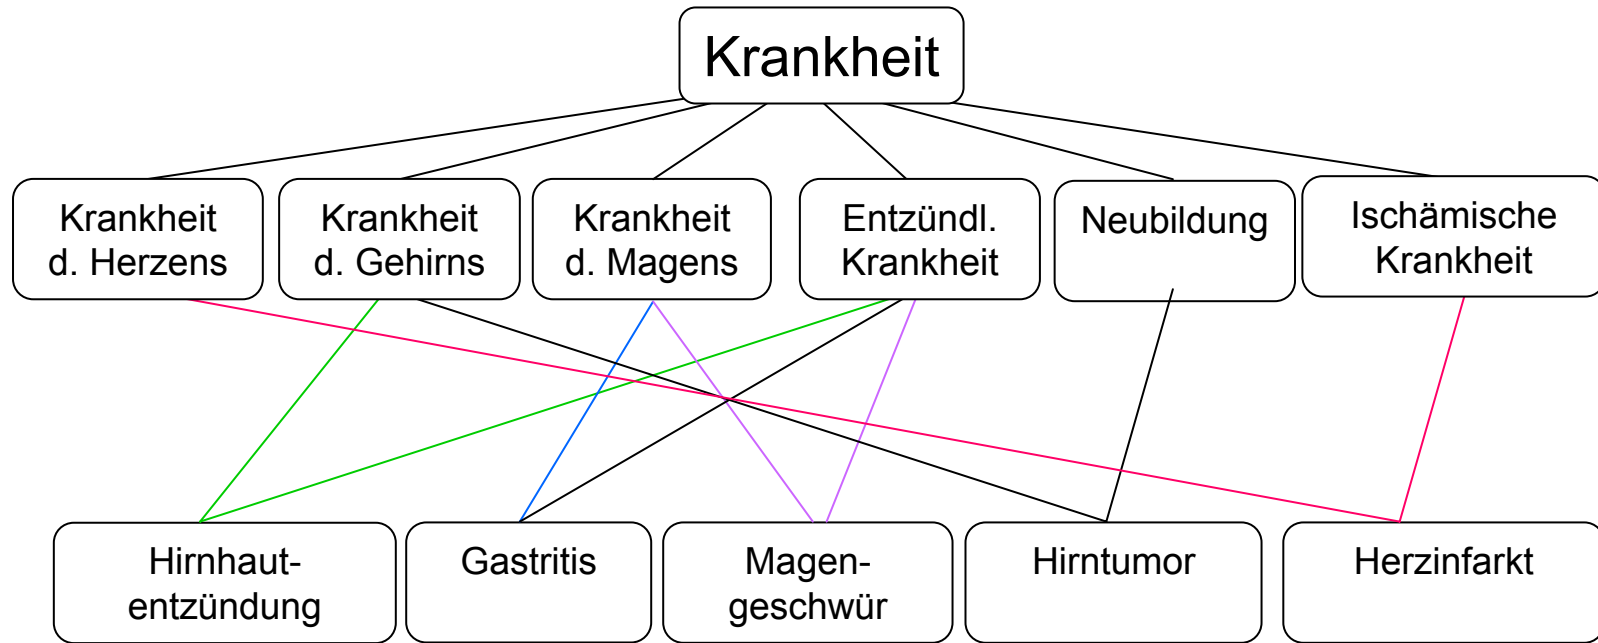 Krankheit
Krankheit
d. Herzens
Krankheit
d. Gehirns
Krankheit
d. Magens
Entzündl.
Krankheit
Neubildung
Ischämische
Krankheit
Hirnhaut-
entzündung
Gastritis
Magen-
geschwür
Hirntumor
Herzinfarkt